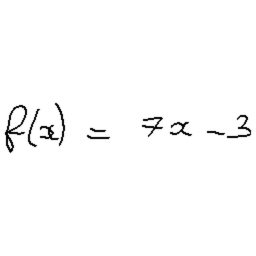 f(x) = 7x - 3